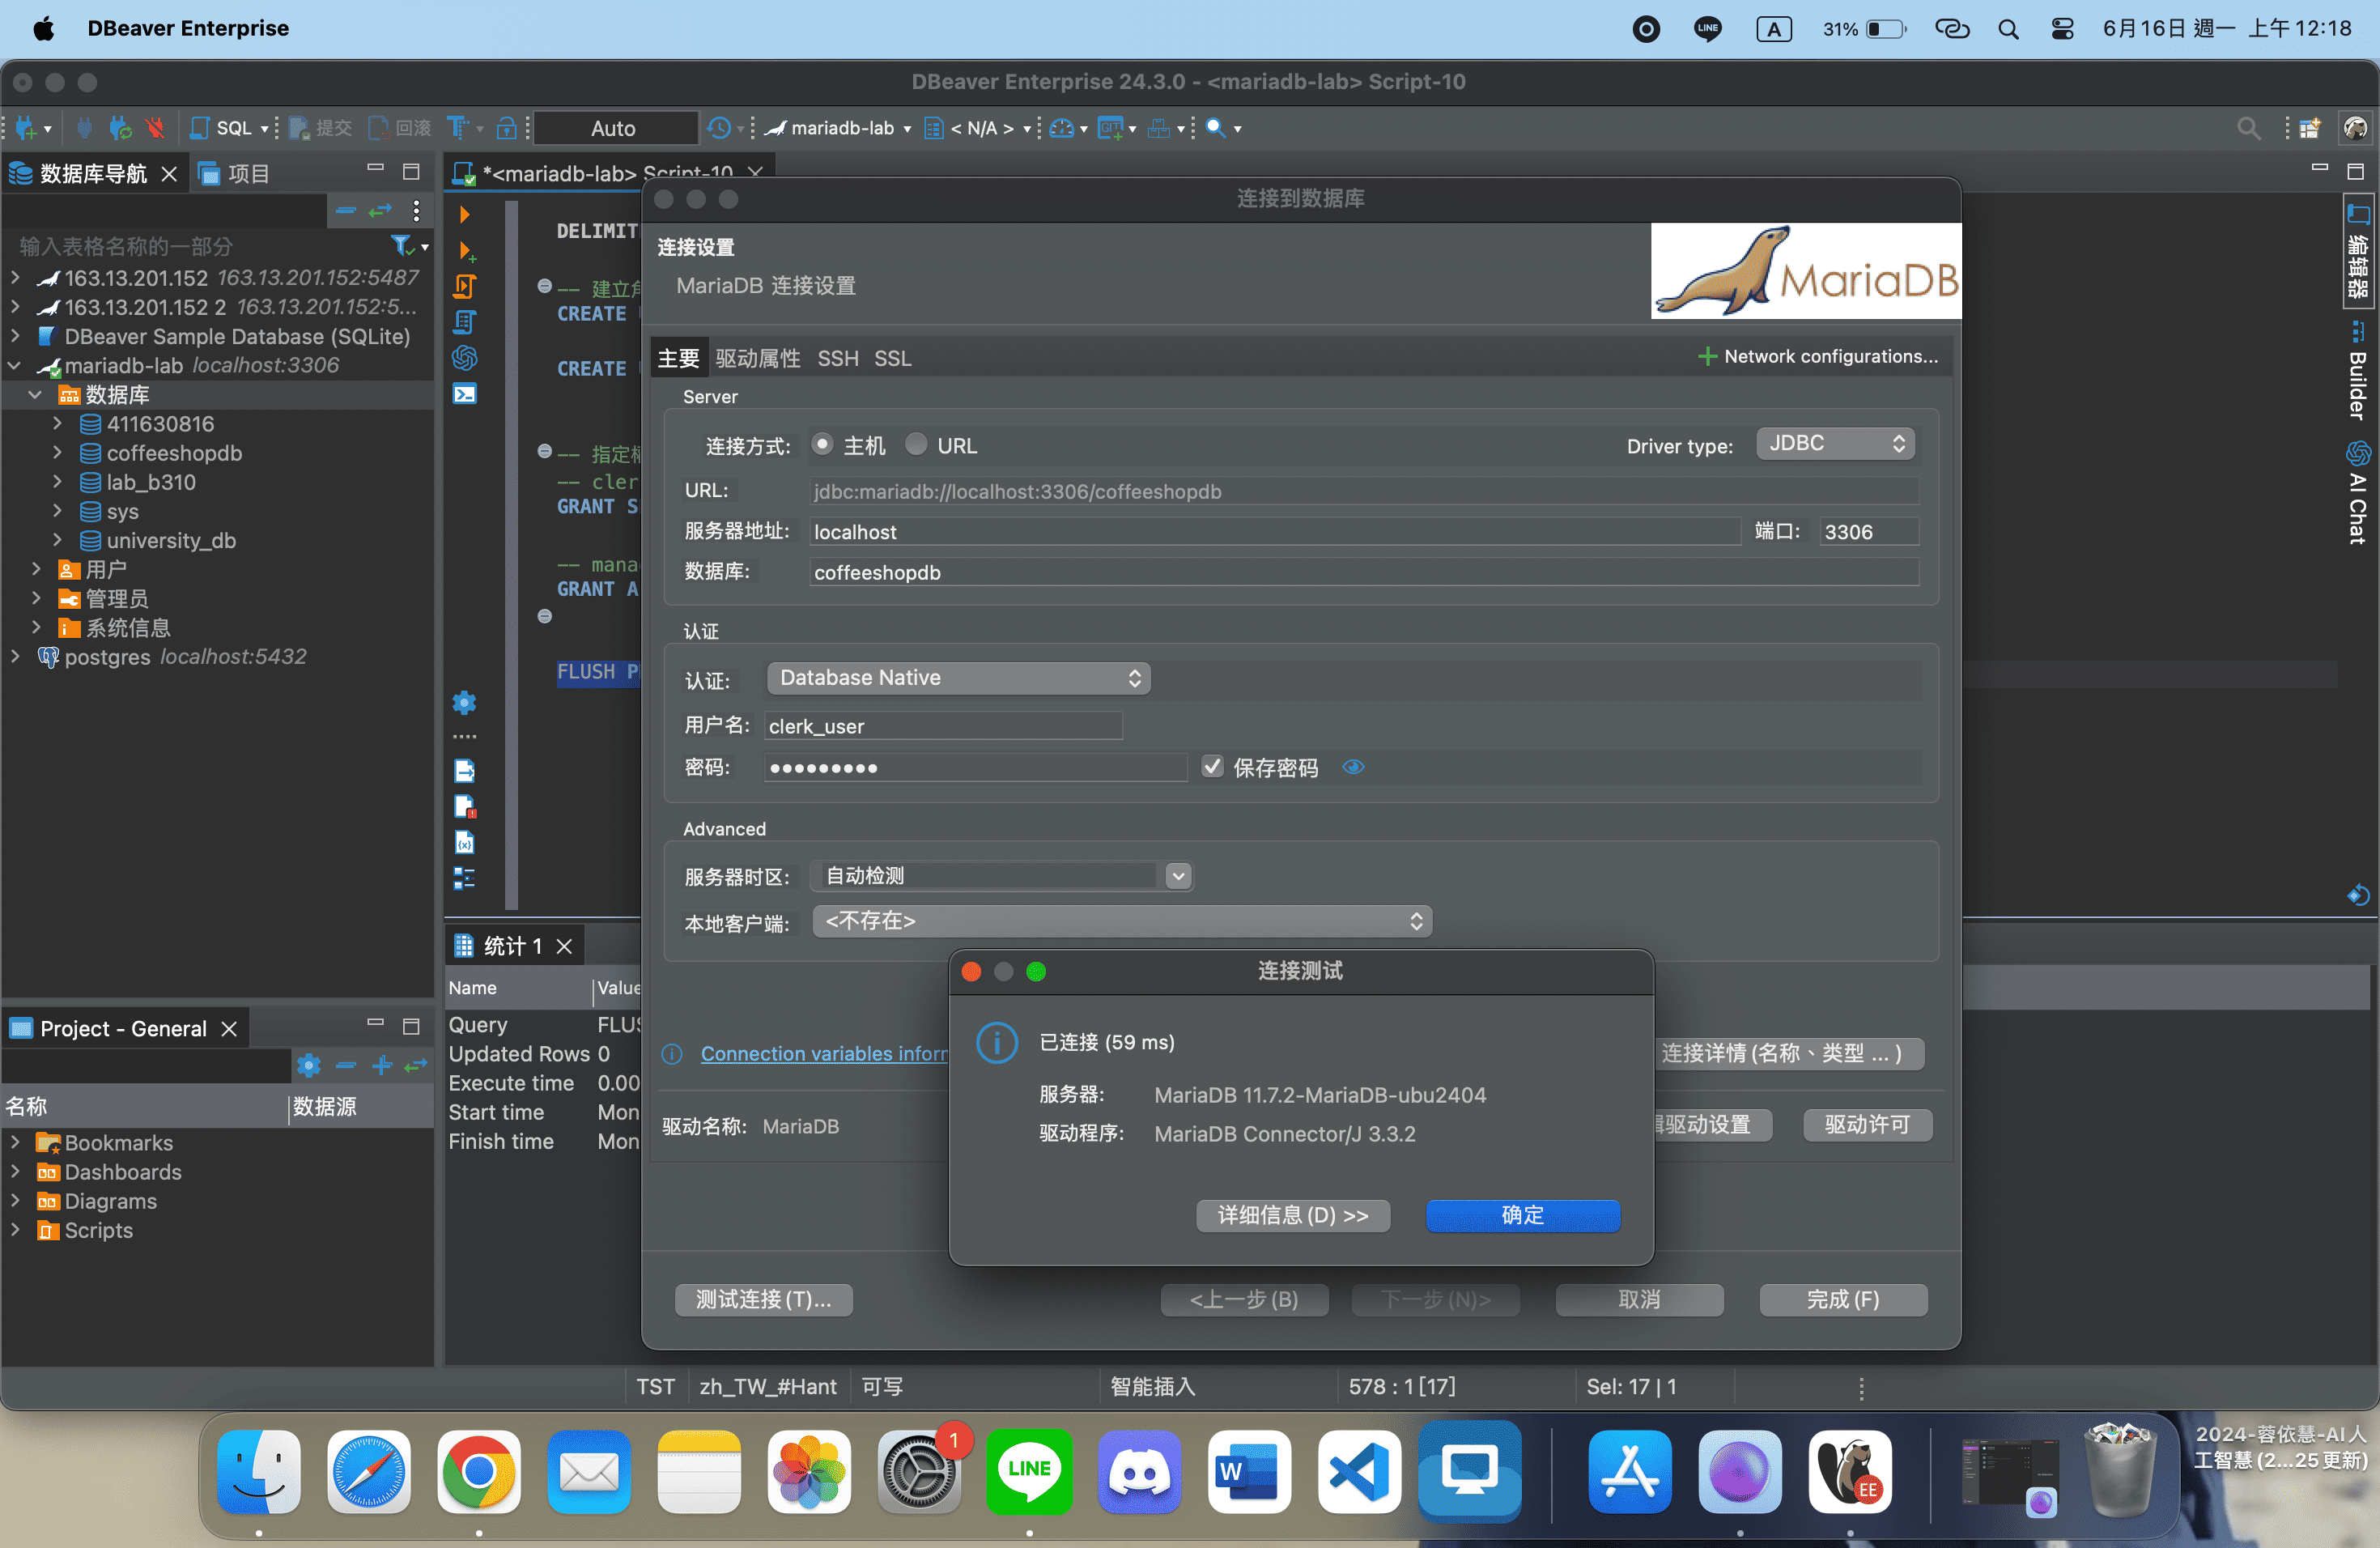 DBeaver Enterprise
LINE
A
31%
6月16日 週一 上午 12:18
DBeaver Enterprise 24.3.0 - <mariadb-lab> Script-10
SQL
提交
回滚
Auto
mariadb-lab
< N/A >
数据库导航
项目
*<mariadb-lab> Script-10
输入表格名称的一部分
163.13.201.152 163.13.201.152:5487
163.13.201.152 2 163.13.201.152:5...
DBeaver Sample Database (SQLite)
mariadb-lab localhost:3306
数据库
411630816
coffeeshopdb
lab_b310
sys
university_db
用户
管理员
系统信息
postgres localhost:5432
DELIMIT
-- 建立角
CREATE
CREATE
-- 指定
-- cler
GRANT S
-- mana
GRANT A
FLUSH P
连接到数据库
连接设置
MariaDB 连接设置
MariaDB
主要 驱动属性 SSH SSL
Network configurations...
Server
连接方式: 主机 URL
Driver type: JDBC
URL: jdbc:mariadb://localhost:3306/coffeeshopdb
服务器地址: localhost 端口: 3306
数据库: coffeeshopdb
认证
认证: Database Native
用户名: clerk_user
密码: ●●●●●●●●● 保存密码
Advanced
服务器时区: 自动检测
本地客户端: <不存在>
Connection variables inforn
连接详情(名称、类型 ... )
驱动名称: MariaDB
驱动设置
驱动许可
测试连接(T)...
<上一步(B)
下一步(N)>
取消
完成(F)
连接测试
已连接 (59 ms)
服务器: MariaDB 11.7.2-MariaDB-ubu2404
驱动程序: MariaDB Connector/J 3.3.2
详细信息(D) >>
确定
编辑器
Builder
AI Chat
统计 1
Name Value
Query FLUS
Updated Rows 0
Execute time 0.00
Start time Mon
Finish time Mon
Project - General
名称 数据源
Bookmarks
Dashboards
Diagrams
Scripts
TST
zh_TW_#Hant
可写
智能插入
578 : 1 [17]
Sel: 17 | 1
1
LINE
W
EE
2024-蓉依慧-AI人
工智慧(2...25更新)